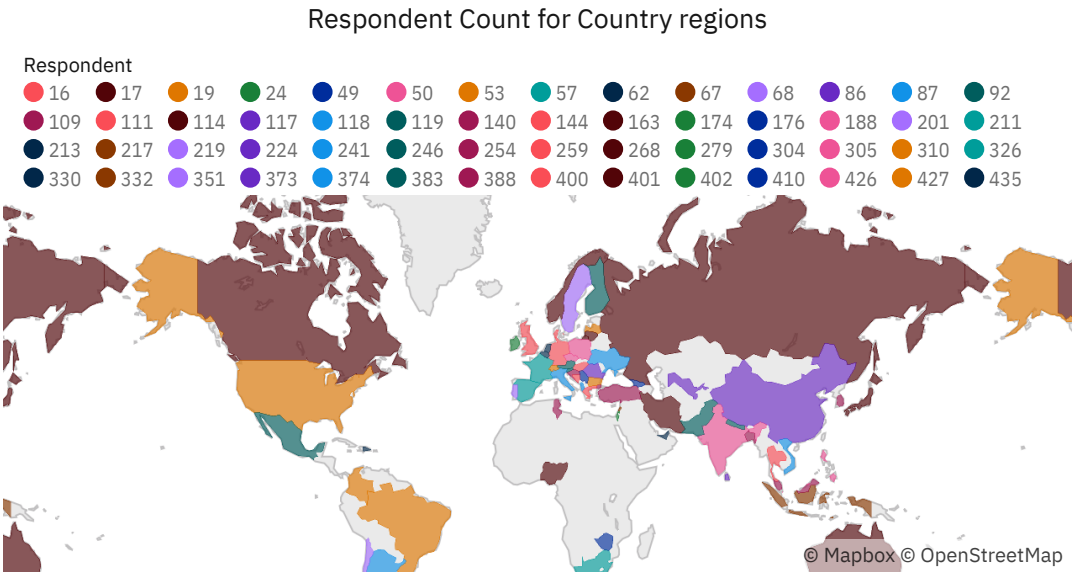 Respondent Count for Country regions
Respondent
16 17 19 24 49 50 53 57 62 67 68 86 87 92
109 111 114 117 118 119 140 144 163 174 176 188 201 211
213 217 219 224 241 246 254 259 268 279 304 305 310 326
330 332 351 373 374 383 388 400 401 402 410 426 427 435
© Mapbox © OpenStreetMap